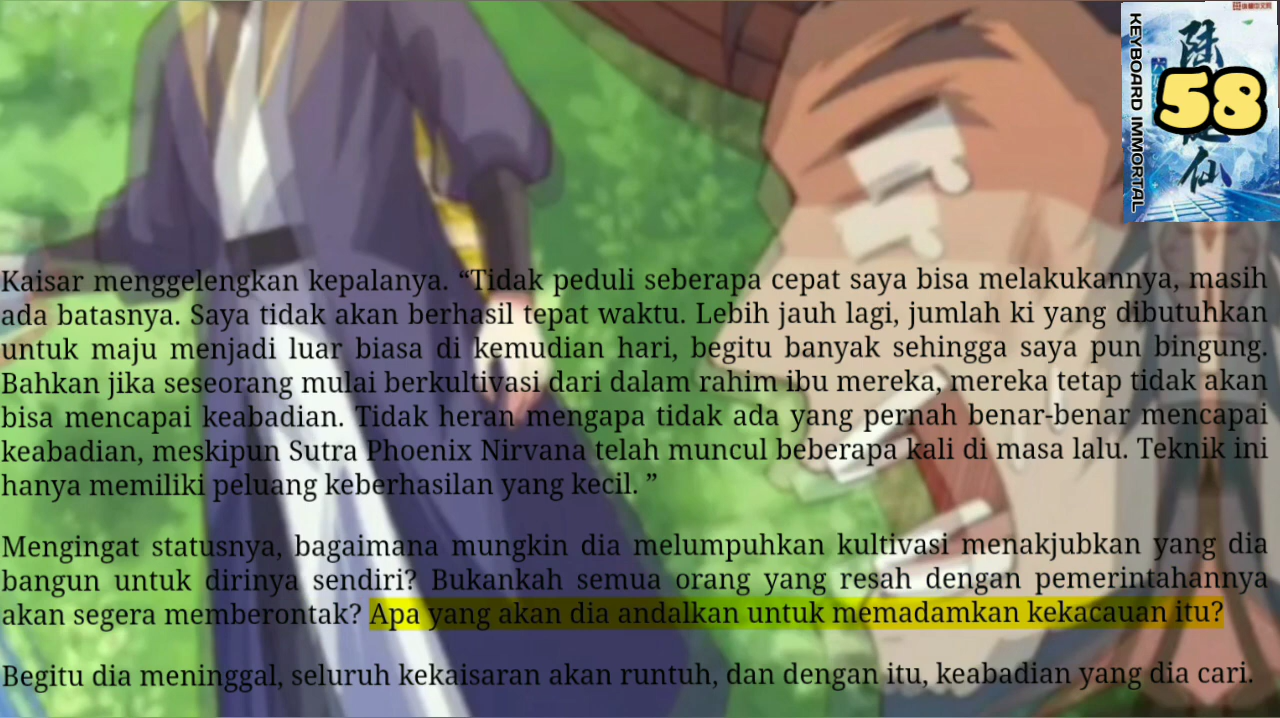 KEYBOARD IMMORTAL
58
仙
Kaisar menggelengkan kepalanya. “Tidak peduli seberapa cepat saya bisa melakukannya, masih
ada batasnya. Saya tidak akan berhasil tepat waktu. Lebih jauh lagi, jumlah ki yang dibutuhkan
untuk maju menjadi luar biasa di kemudian hari, begitu banyak sehingga saya pun bingung.
Bahkan jika seseorang mulai berkultivasi dari dalam rahim ibu mereka, mereka tetap tidak akan
bisa mencapai keabadian. Tidak heran mengapa tidak ada yang pernah benar-benar mencapai
keabadian, meskipun Sutra Phoenix Nirvana telah muncul beberapa kali di masa lalu. Teknik ini
hanya memiliki peluang keberhasilan yang kecil. ”
Mengingat statusnya, bagaimana mungkin dia melumpuhkan kultivasi menakjubkan yang dia
bangun untuk dirinya sendiri? Bukankah semua orang yang resah dengan pemerintahannya
akan segera memberontak? Apa yang akan dia andalkan untuk memadamkan kekacauan itu?
Begitu dia meninggal, seluruh kekaisaran akan runtuh, dan dengan itu, keabadian yang dia cari.